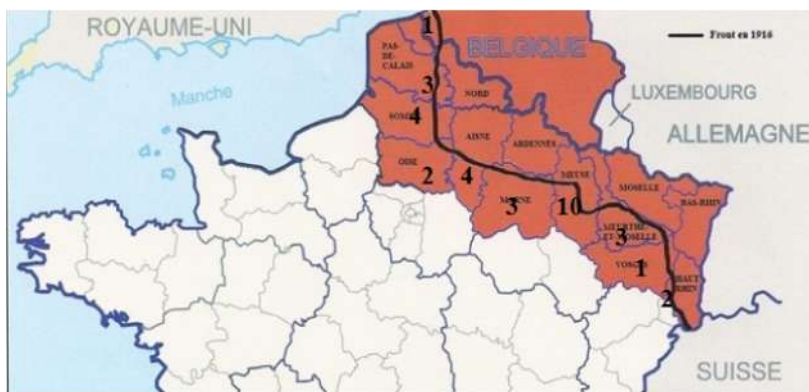 ROYAUME-UNI
1
BELGIQUE
Front en 1916
PAS-
DE-
CALAIS
3
NORD
Manche
LUXEMBOURG
SOMME
4
ALLEMAGNE
AISNE
ARDENNES
OISE
2
4
MEUSE
MOSELLE
MARNE
3
10
BAS-RHIN
MEURTHE-
ET-MOSELLE
3
VOSGES
1
HAUT
RHIN
2
SUISSE